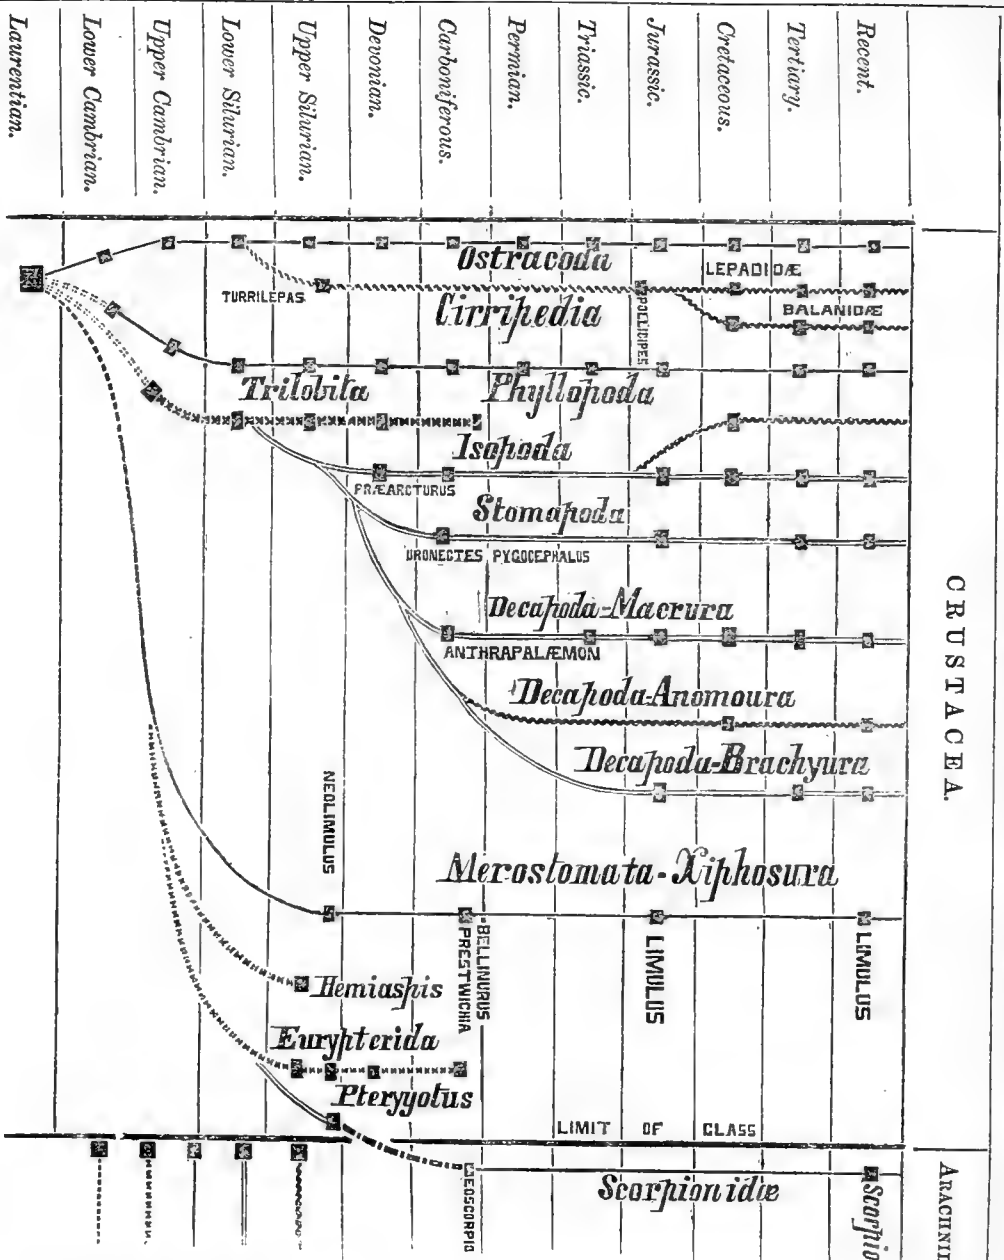 Laurentian.
Lower Cambrian.
Upper Cambrian.
Lower Silurian.
Upper Silurian.
Devonian.
Carboniferous.
Permian.
Triassic.
Jurassic.
Cretaceous.
Tertiary.
Recent.
CRUSTACEA.
Ostracoda
LEPADIDÆ
TURRILEPAS
Cirripedia
POLLICIPES
BALANIDÆ
Trilobita
Phyllopoda
Isopoda
PRÆARCTURUS
Stomapoda
URONECTES PYGOCEPHALUS
Decapoda-Macrura
ANTHRAPALÆMON
Decapoda-Anomoura
Decapoda-Brachyura
NEOLIMULUS
Merostomata-Xiphosura
BELLINURUS
PRESTWICHIA
LIMULUS
LIMULUS
Hemiaspis
Eurypterida
Pterygotus
LIMIT OF CLASS
EOSCORPIO
Scorpionidæ
Scorpio
ARACHNID